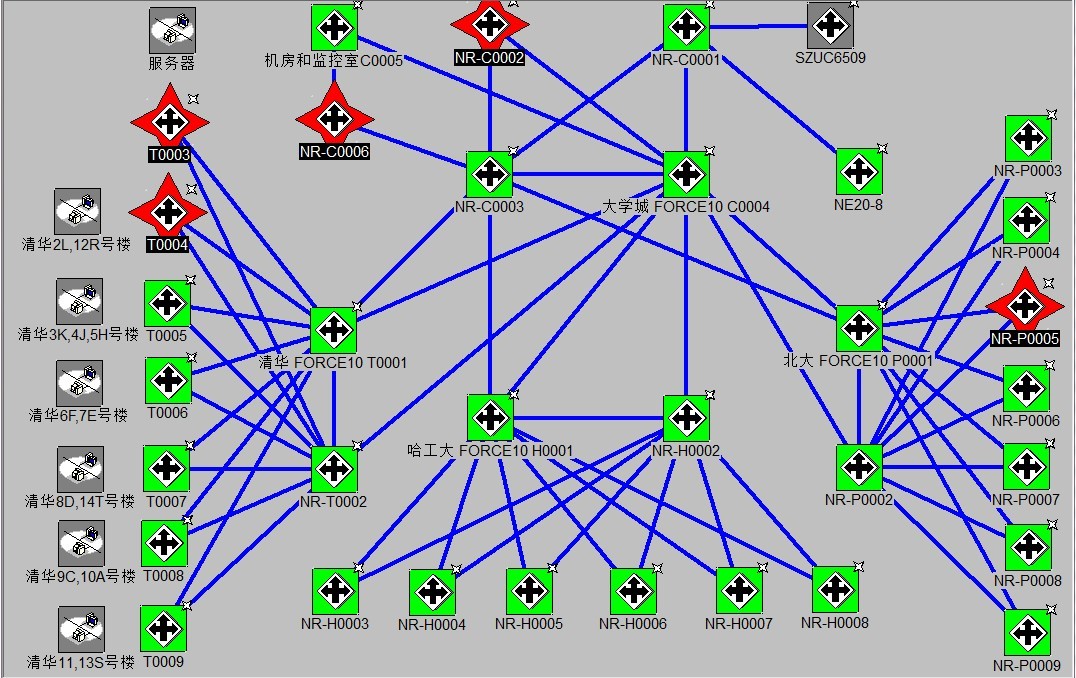 服务器
机房和监控室C0005
NR-C0002
NR-C0001
SZUC6509
T0003
NR-C0006
NR-P0003
NR-C0003
大学城 FORCE10 C0004
NE20-8
清华2L,12R号楼
T0004
NR-P0004
清华3K,4J,5H号楼
T0005
NR-P0005
清华 FORCE10 T0001
北大 FORCE10 P0001
清华6F,7E号楼
T0006
NR-P0006
哈工大 FORCE10 H0001
NR-H0002
清华8D,14T号楼
T0007
NR-T0002
NR-P0002
NR-P0007
清华9C,10A号楼
T0008
NR-P0008
NR-H0003
NR-H0004
NR-H0005
NR-H0006
NR-H0007
NR-H0008
清华11,13S号楼
T0009
NR-P0009